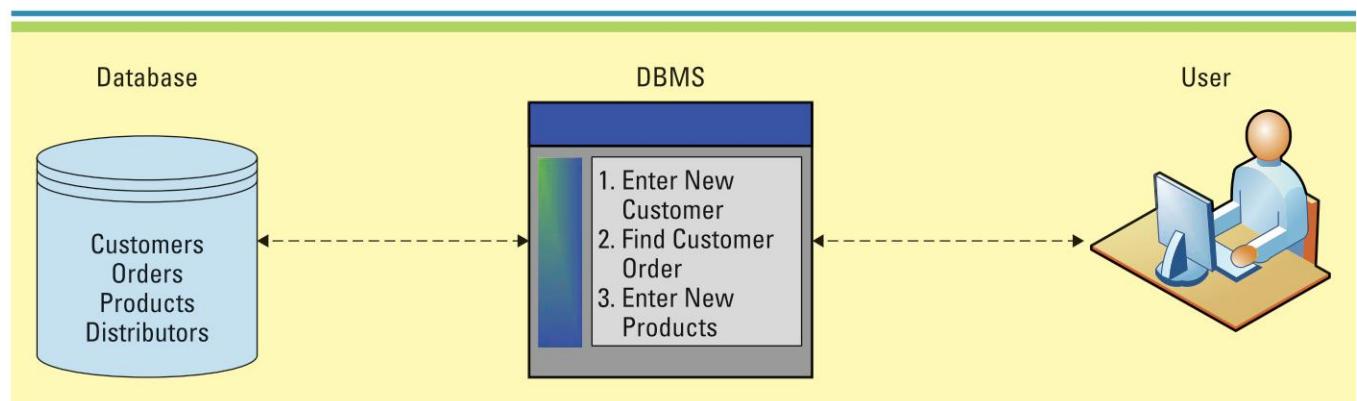 Database
DBMS
User
Customers
Orders
Products
Distributors
1. Enter New
Customer
2. Find Customer
Order
3. Enter New
Products